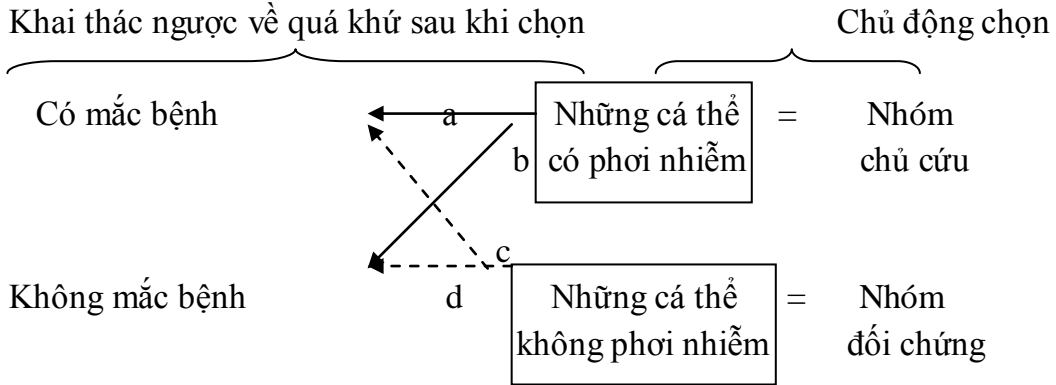 Khai thác ngược về quá khứ sau khi chọn Chủ động chọn
Có mắc bệnh a Những cá thể = Nhóm
b có phơi nhiễm chủ cứu
c
Không mắc bệnh d Những cá thể = Nhóm
không phơi nhiễm đối chứng